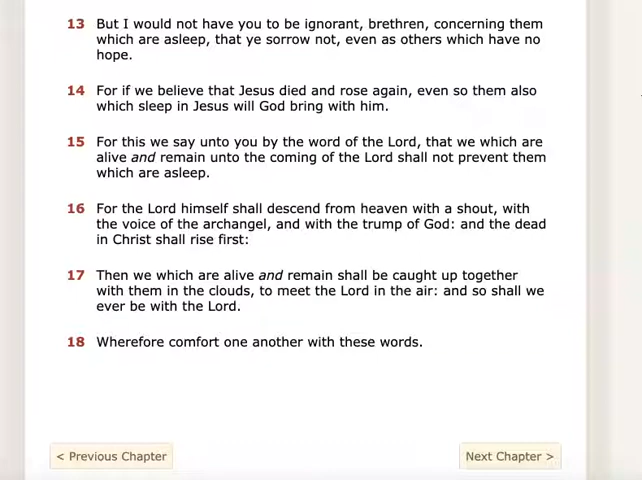 13 But I would not have you to be ignorant, brethren, concerning them
which are asleep, that ye sorrow not, even as others which have no
hope.
14 For if we believe that Jesus died and rose again, even so them also
which sleep in Jesus will God bring with him.
15 For this we say unto you by the word of the Lord, that we which are
alive and remain unto the coming of the Lord shall not prevent them
which are asleep.
16 For the Lord himself shall descend from heaven with a shout, with
the voice of the archangel, and with the trump of God: and the dead
in Christ shall rise first:
17 Then we which are alive and remain shall be caught up together
with them in the clouds, to meet the Lord in the air: and so shall we
ever be with the Lord.
18 Wherefore comfort one another with these words.
< Previous Chapter
Next Chapter >